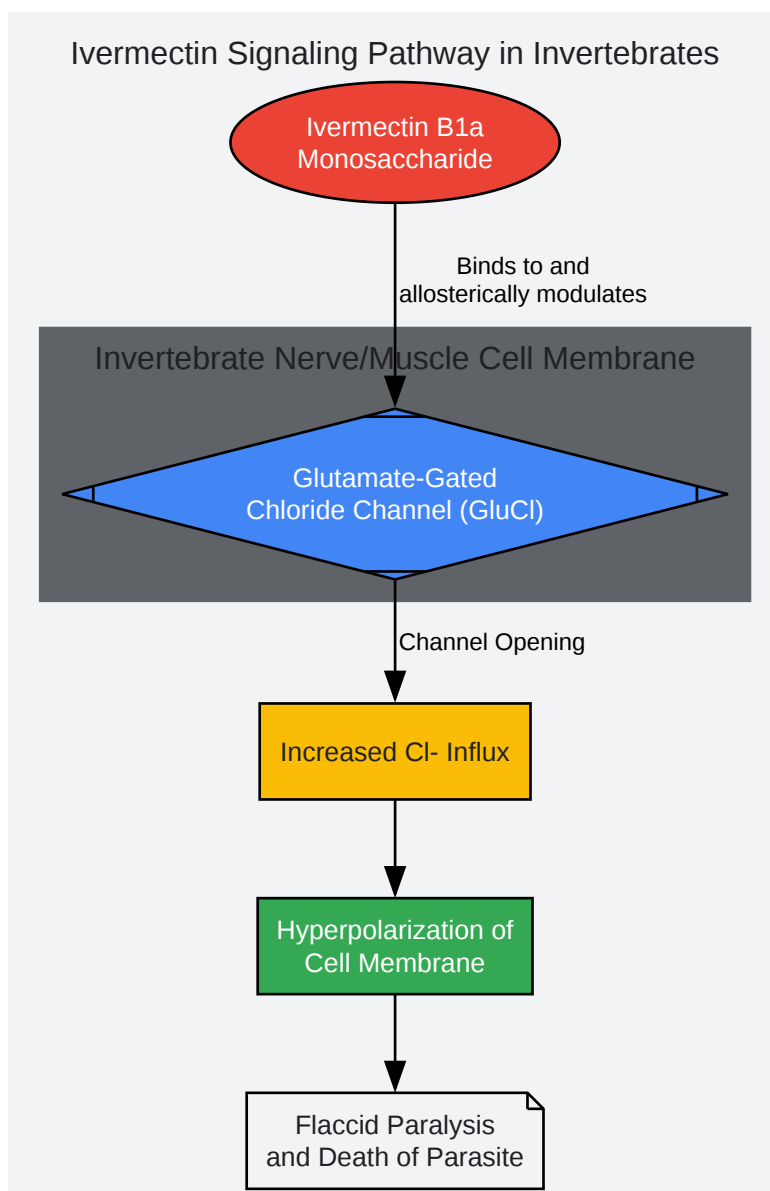 Ivermectin Signaling Pathway in Invertebrates
Ivermectin B1a
Monosaccharide
Binds to and
allosterically modulates
Invertebrate Nerve/Muscle Cell Membrane
Glutamate-Gated
Chloride Channel (GluCl)
Channel Opening
Increased Cl- Influx
Hyperpolarization of
Cell Membrane
Flaccid Paralysis
and Death of Parasite